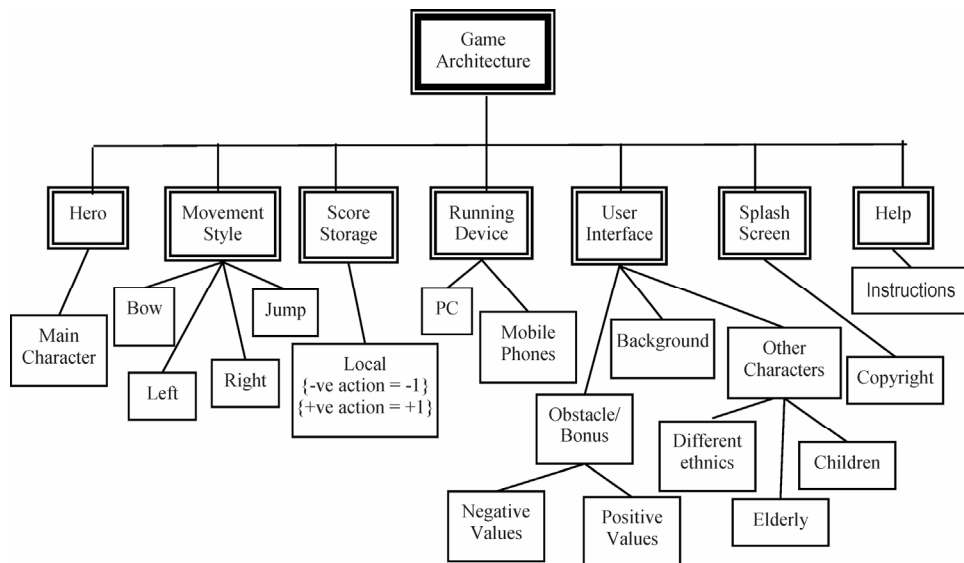 Game
Architecture
Hero
Movement
Style
Score
Storage
Running
Device
User
Interface
Splash
Screen
Help
Main
Character
Bow
Left
Right
Jump
Local
{-ve action = -1}
{+ve action = +1}
PC
Mobile
Phones
Obstacle/
Bonus
Background
Other
Characters
Copyright
Instructions
Negative
Values
Positive
Values
Different
ethnics
Elderly
Children